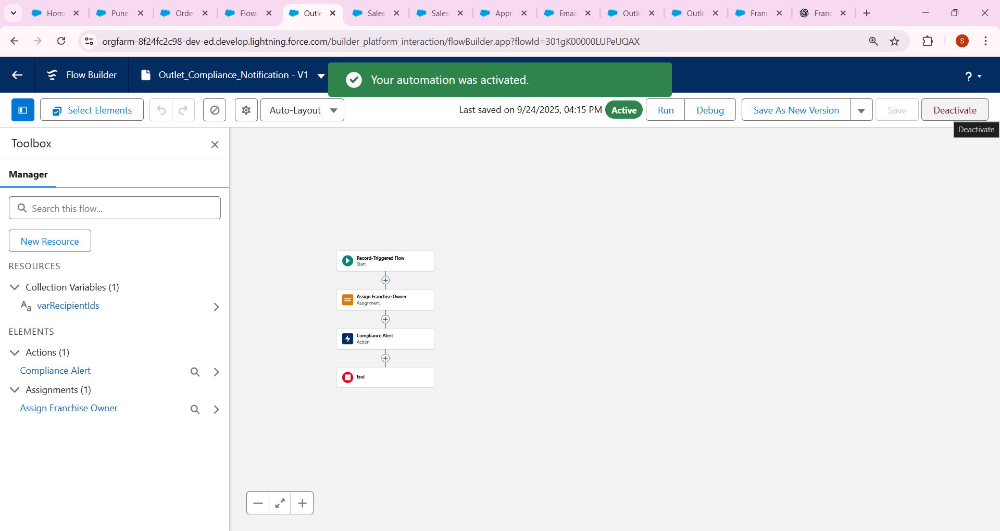 Hom
Pune
Orde
Flows
Outle
Sales
Sales
Appr
Email
Outle
Outle
Franc
Franc
orgfarm-8f24fc2c98-dev-ed.develop.lightning.force.com/builder_platform_interaction/flowBuilder.app?flowId=301gK00000LUPeUQAX
S
Flow Builder
Outlet_Compliance_Notification - V1
Your automation was activated.
?
Select Elements
Auto-Layout
Last saved on 9/24/2025, 04:15 PM
Active
Run
Debug
Save As New Version
Save
Deactivate
Deactivate
Toolbox
Manager
Search this flow...
New Resource
RESOURCES
Collection Variables (1)
Aa varRecipientIds
ELEMENTS
Actions (1)
Compliance Alert
Assignments (1)
Assign Franchise Owner
Record-Triggered Flow
Start
Assign Franchise Owner
Assignment
Compliance Alert
Action
End